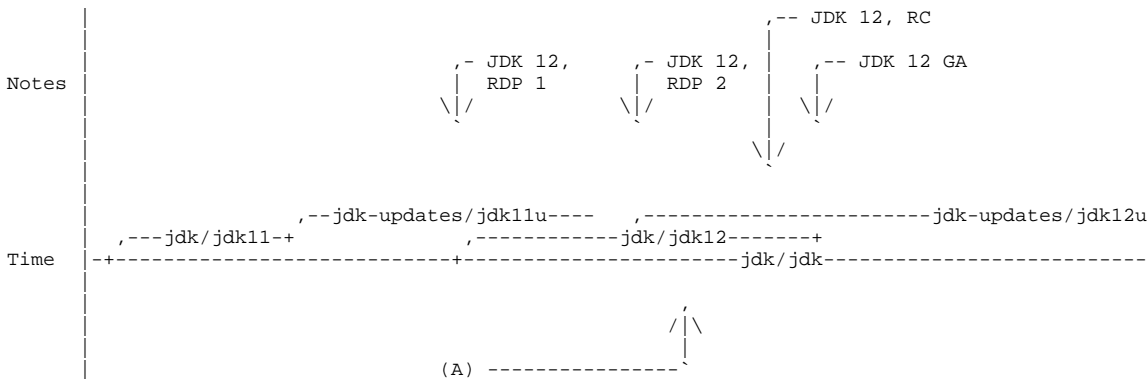 ,-- JDK 12, RC
,- JDK 12, ,- JDK 12, ,-- JDK 12 GA
Notes RDP 1 RDP 2
,--jdk-updates/jdk11u---- ,------------------------jdk-updates/jdk12u
,---jdk/jdk11-+ ,------------jdk/jdk12-------+
Time |-+------------------------------+-------------------------jdk/jdk-----------------------------
(A) -----------------`